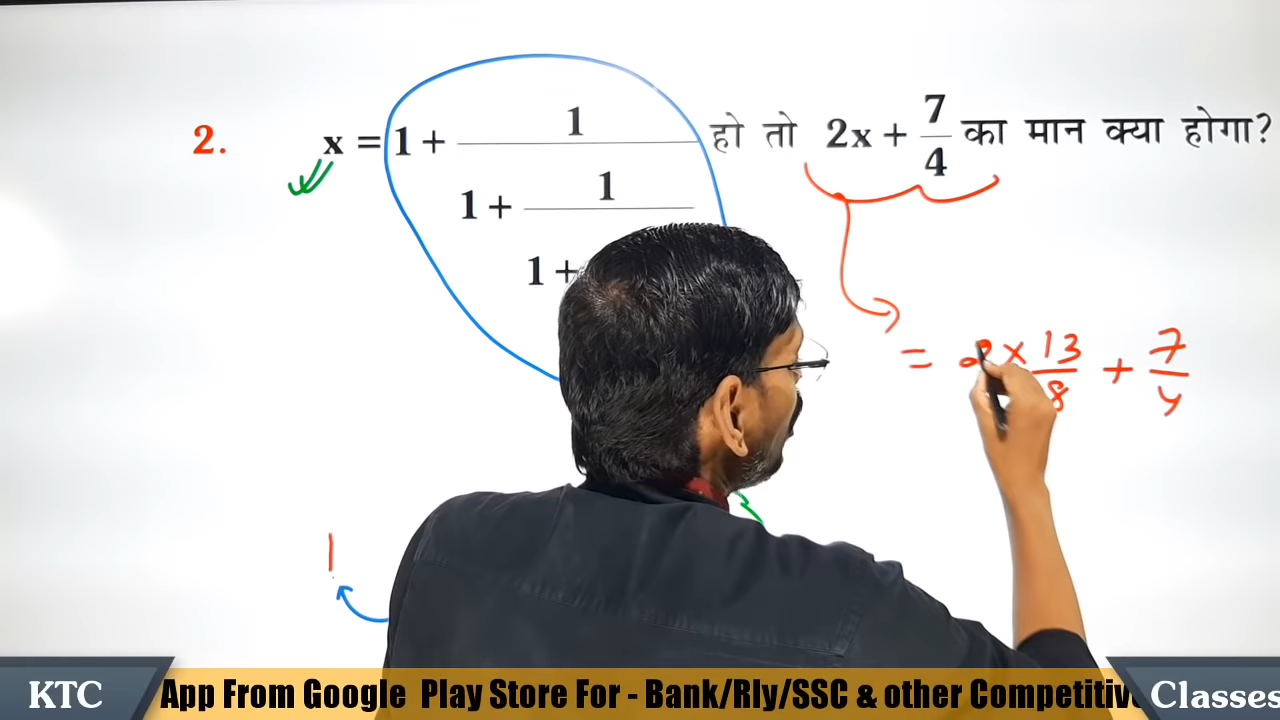 2. x = 1 + 1 हो तो 2x + 7/4 का मान क्या होगा?
1 + 1
1 +
= 2 × 13/8 + 7/4
1
KTC App From Google Play Store For - Bank/Rly/SSC & other Competitive Classes